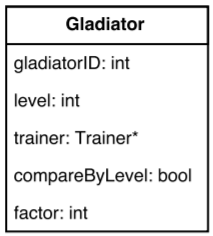 Gladiator
gladiatorID: int
level: int
trainer: Trainer*
compareByLevel: bool
factor: int